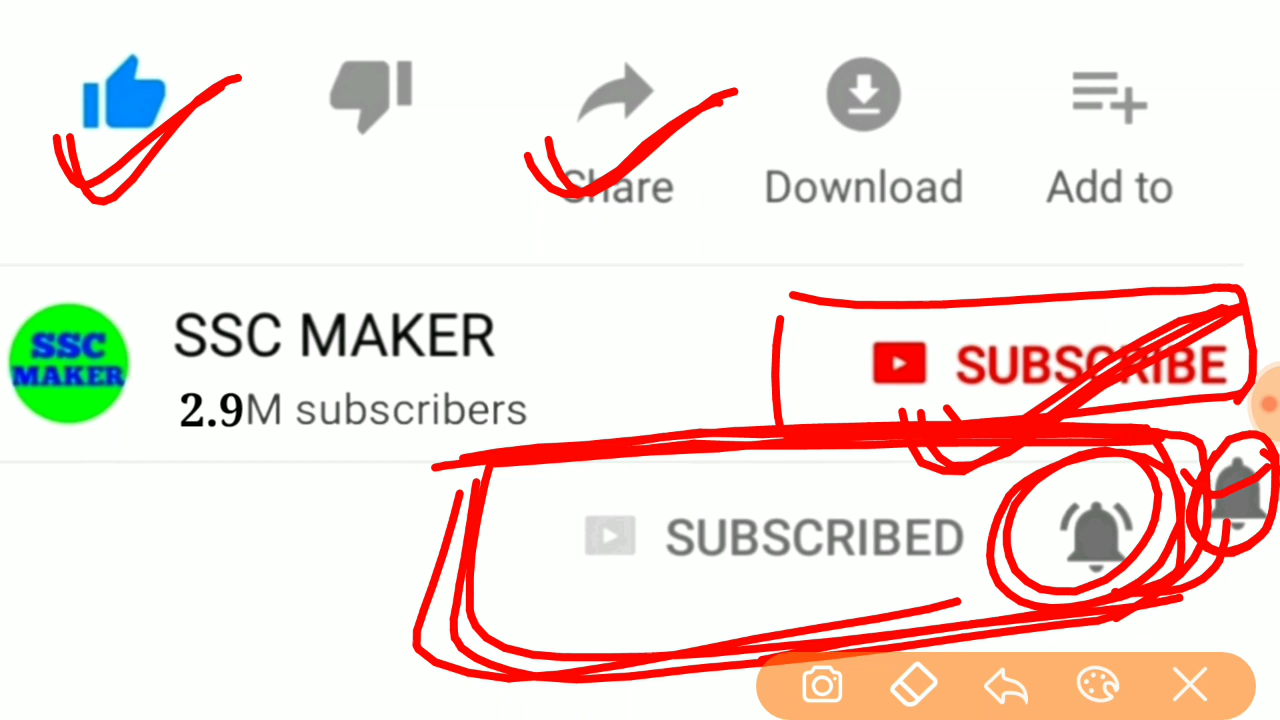 Share Download Add to
SSC MAKER
SSC
MAKER
2.9M subscribers
SUBSCRIBE
SUBSCRIBED